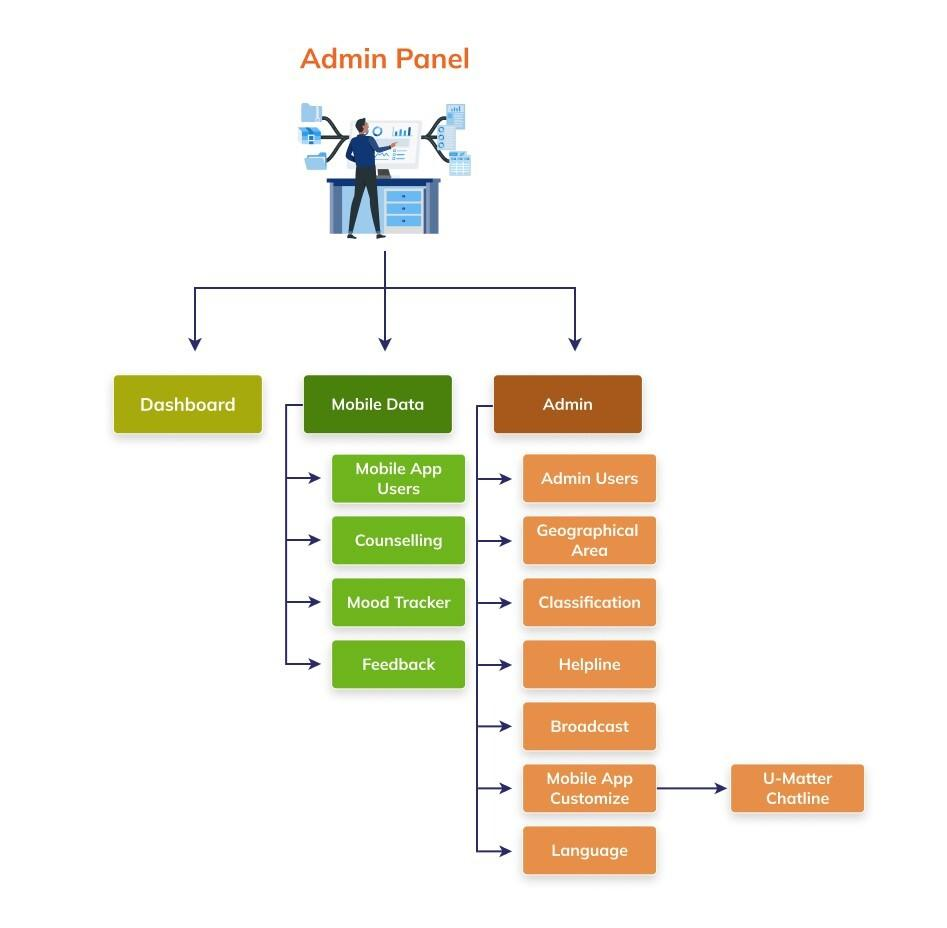 Admin Panel
Dashboard
Mobile Data
Admin
Mobile App
Users
Counselling
Mood Tracker
Feedback
Admin Users
Geographical
Area
Classification
Helpline
Broadcast
Mobile App
Customize
Language
U-Matter
Chatline